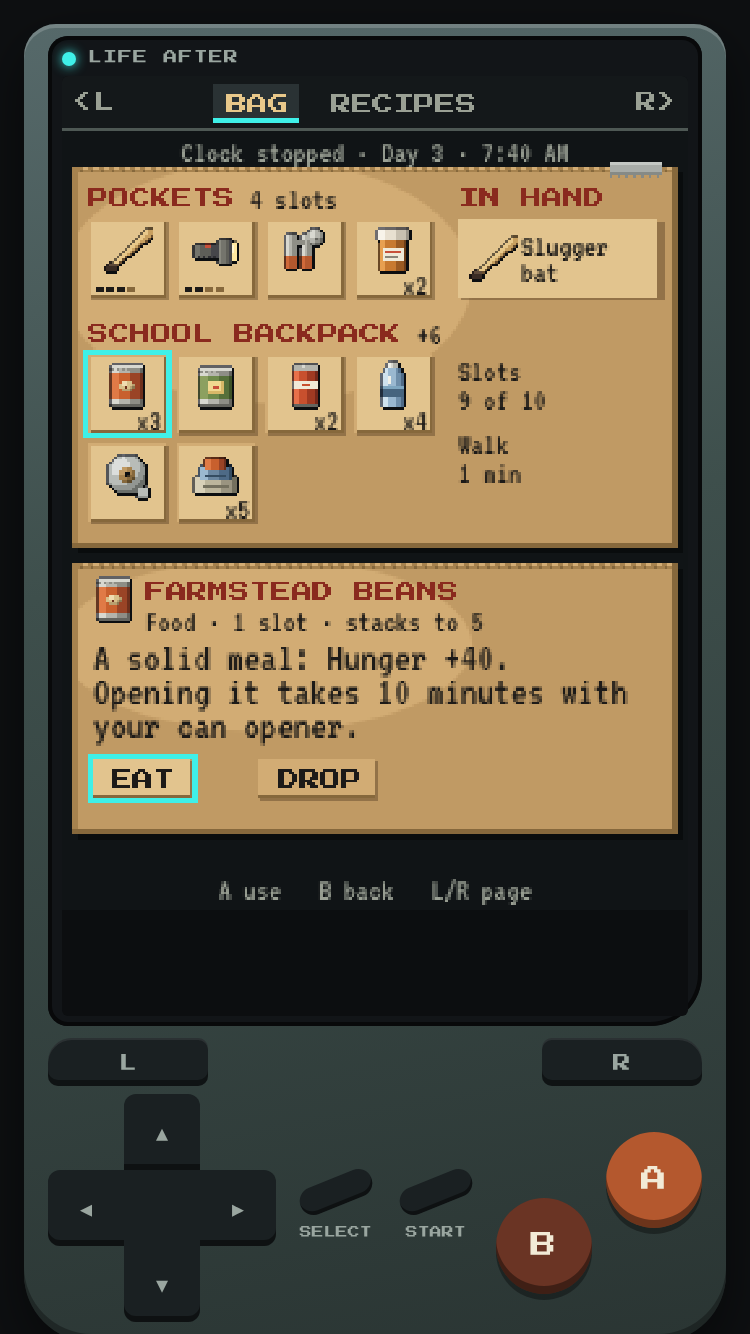 LIFE AFTER
<L BAG RECIPES R>
Clock stopped · Day 3 · 7:40 AM
POCKETS 4 slots
IN HAND
x2
Slugger
bat
SCHOOL BACKPACK +6
x3 x2 x4
x5
Slots
9 of 10
Walk
1 min
FARMSTEAD BEANS
Food · 1 slot · stacks to 5
A solid meal: Hunger +40.
Opening it takes 10 minutes with
your can opener.
EAT DROP
A use B back L/R page
L R
A
SELECT START
B